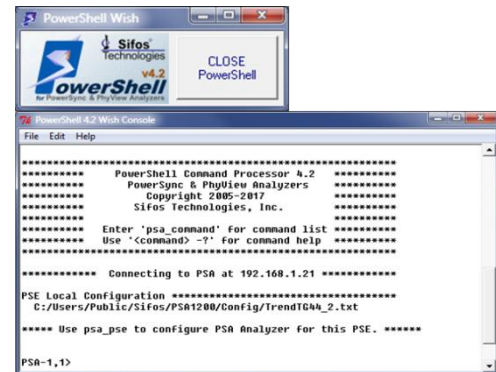 PowerShell Wish
Sifos
Technologies
v4.2
PowerShell
for PowerSync & PhyView Analyzers
CLOSE
PowerShell
PowerShell 4.2 Wish Console
File Edit Help
****************************************************************
********** PowerShell Command Processor 4.2 **********
********** PowerSync & PhyView Analyzers **********
********** Copyright 2005-2017 **********
********** Sifos Technologies, Inc. **********
********** **********
********** Enter 'psa_command' for command list **********
********** Use '<command> -?' for command help **********
****************************************************************
************ Connecting to PSA at 192.168.1.21 ************
PSE Local Configuration **************************************
C:/Users/Public/Sifos/PSA1200/Config/TrendTG44_2.txt
***** Use psa_pse to configure PSA Analyzer for this PSE. ******
PSA-1,1>